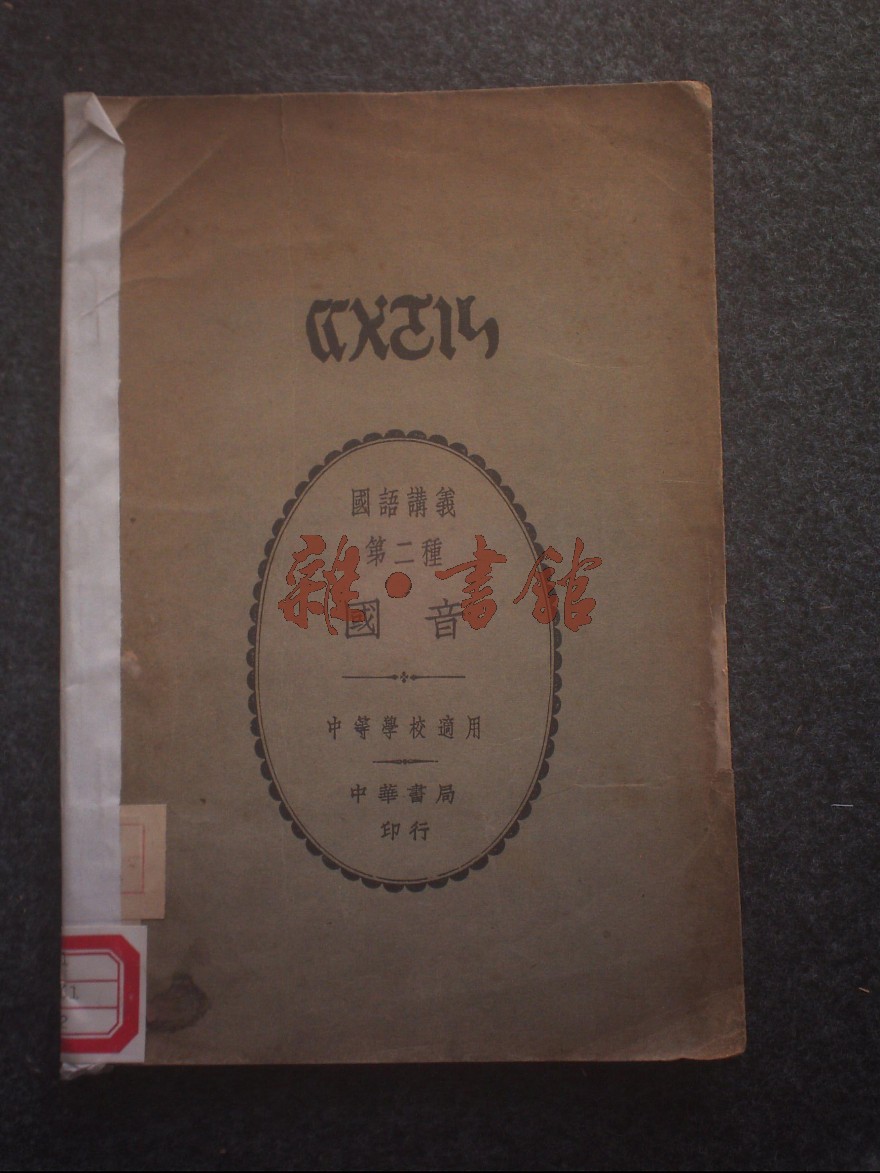 ㄍㄨㄛㄧㄣ
國語講義
第二種
雜·書館
國音
中等學校適用
中華書局
印行